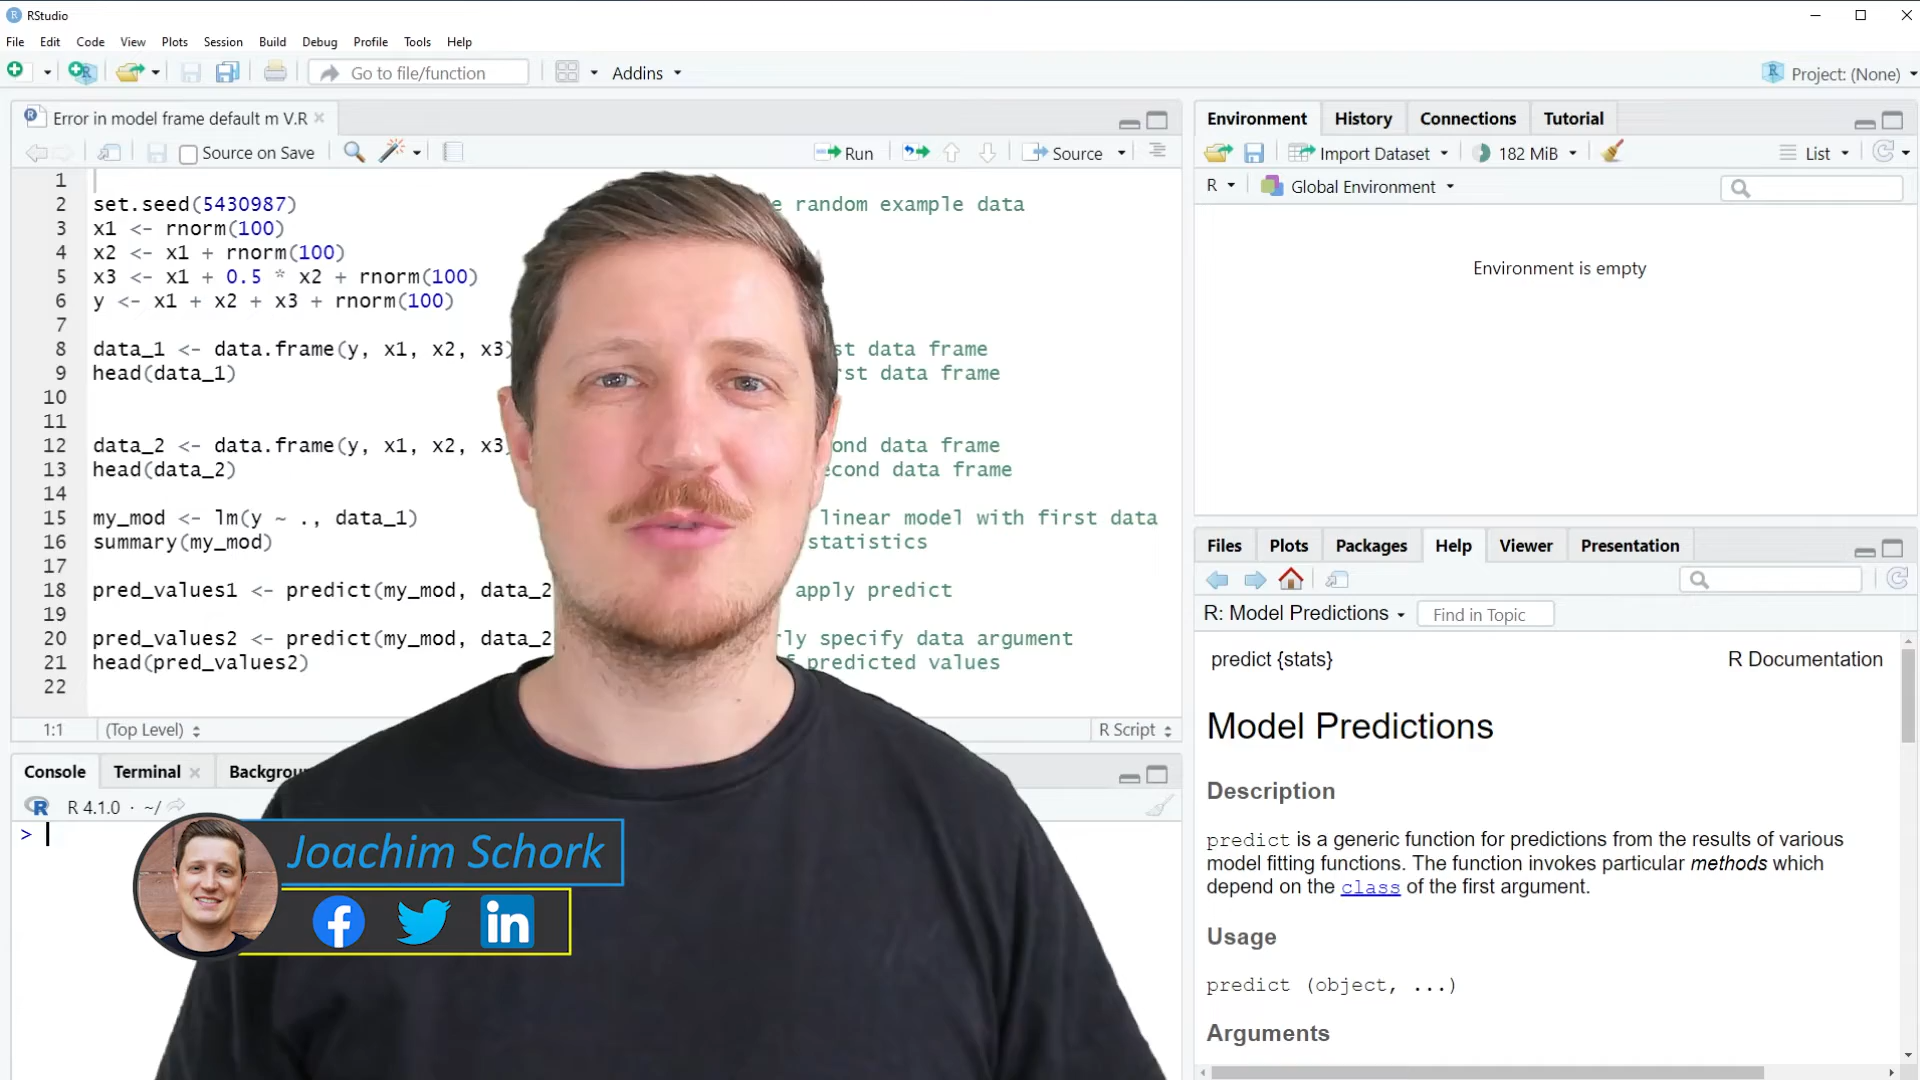 RStudio
File Edit Code View Plots Session Build Debug Profile Tools Help
Go to file/function Addins Project: (None)
Error in model frame default m V.R
Source on Save Run Source
1
2 set.seed(5430987) random example data
3 x1 <- rnorm(100)
4 x2 <- x1 + rnorm(100)
5 x3 <- x1 + 0.5 * x2 + rnorm(100)
6 y <- x1 + x2 + x3 + rnorm(100)
7
8 data_1 <- data.frame(y, x1, x2, x3) data frame
9 head(data_1) data frame
10
11
12 data_2 <- data.frame(y, x1, x2, x3) data frame
13 head(data_2) data frame
14
15 my_mod <- lm(y ~ ., data_1) linear model with first data
16 summary(my_mod) statistics
17
18 pred_values1 <- predict(my_mod, data_2 apply predict
19
20 pred_values2 <- predict(my_mod, data_2 specify data argument
21 head(pred_values2) predicted values
22
1:1 (Top Level) R Script
Console Terminal
R 4.1.0 · ~/
>
Joachim Schork
in
Environment History Connections Tutorial
Import Dataset 182 MiB List
R Global Environment
Environment is empty
Files Plots Packages Help Viewer Presentation
R: Model Predictions Find in Topic
predict {stats} R Documentation
Model Predictions
Description
predict is a generic function for predictions from the results of various
model fitting functions. The function invokes particular methods which
depend on the class of the first argument.
Usage
predict (object, ...)
Arguments